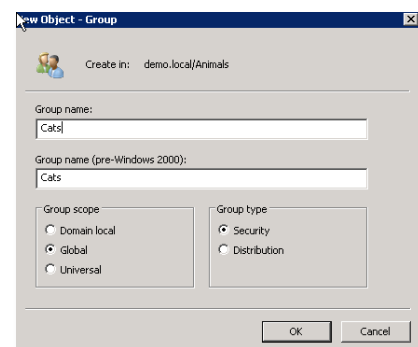 New Object - Group
Create in: demo.local/Animals
Group name:
Cats
Group name (pre-Windows 2000):
Cats
Group scope
Domain local
Global
Universal
Group type
Security
Distribution
OK
Cancel